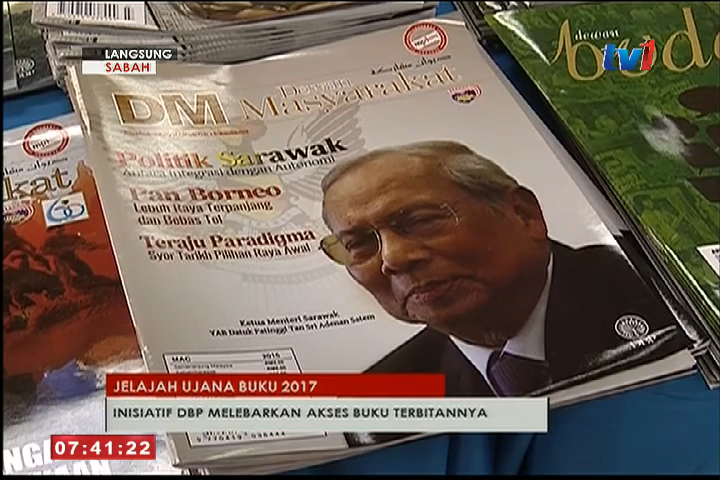 LANGSUNG
SABAH
tv1
DM
Dewan
Masyarakat
Politik Sarawak
Antara Integrasi dengan Autonomi
Pan Borneo
Lebuh Raya Terpanjang
dan Bebas Tol
Teraju Paradigma
Syor Tarikh Pilihan Raya Awal
Ketua Menteri Sarawak
YAB Datuk Patinggi Tan Sri Adenan Satem
MAC 2016
dewan
akat
JELAJAH UJANA BUKU 2017
INISIATIF DBP MELEBARKAN AKSES BUKU TERBITANNYA
07:41:22